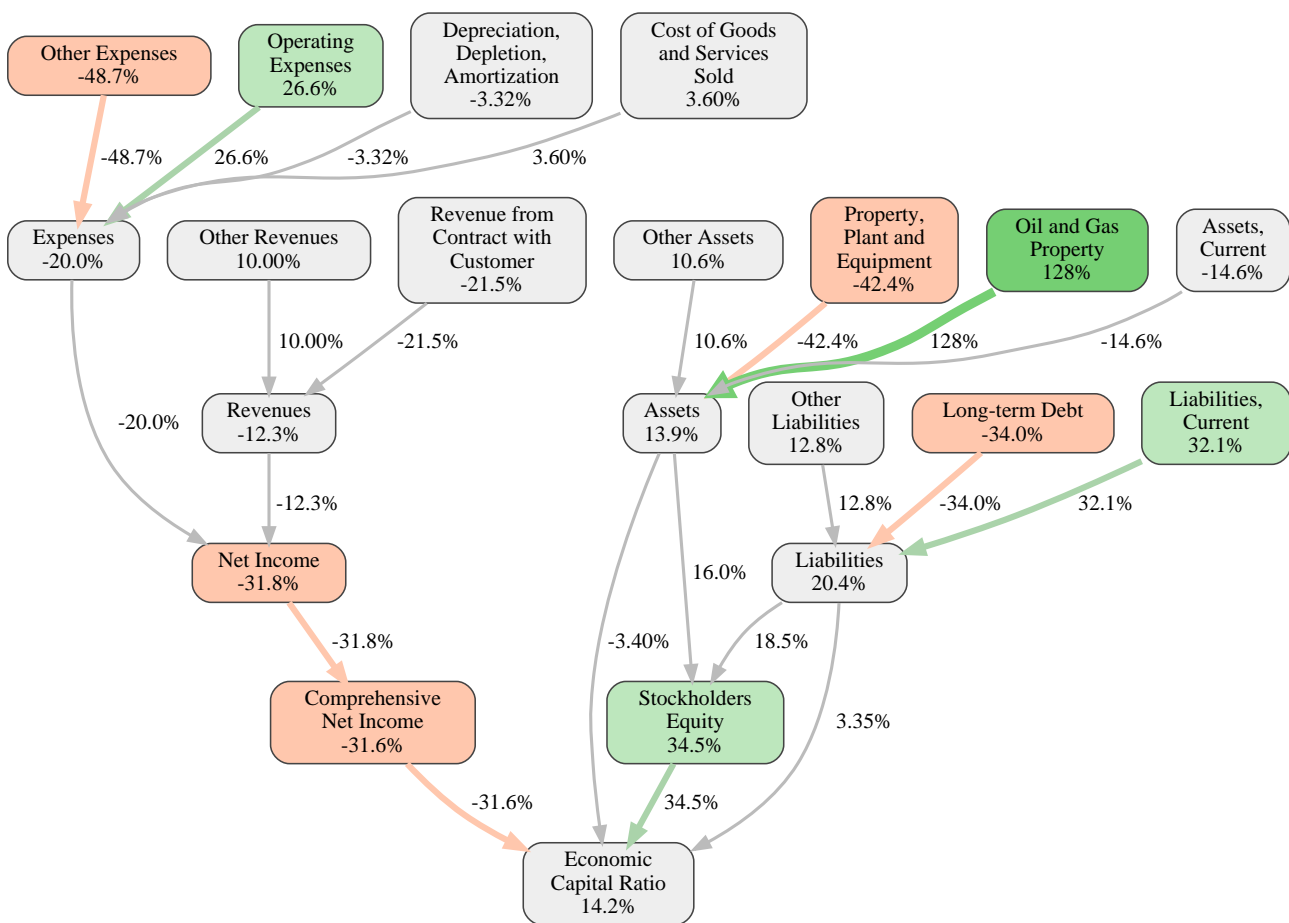 Other Expenses
-48.7%
Operating
Expenses
26.6%
Depreciation,
Depletion,
Amortization
-3.32%
Cost of Goods
and Services
Sold
3.60%
-48.7%
26.6%
-3.32%
3.60%
Expenses
-20.0%
Other Revenues
10.00%
Revenue from
Contract with
Customer
-21.5%
Other Assets
10.6%
Property,
Plant and
Equipment
-42.4%
Oil and Gas
Property
128%
Assets,
Current
-14.6%
10.00%
-21.5%
10.6%
-42.4%
128%
-14.6%
-20.0%
Revenues
-12.3%
Assets
13.9%
Other
Liabilities
12.8%
Long-term Debt
-34.0%
Liabilities,
Current
32.1%
-12.3%
12.8%
-34.0%
32.1%
Net Income
-31.8%
16.0%
Liabilities
20.4%
-31.8%
-3.40%
18.5%
Comprehensive
Net Income
-31.6%
Stockholders
Equity
34.5%
3.35%
-31.6%
34.5%
Economic
Capital Ratio
14.2%